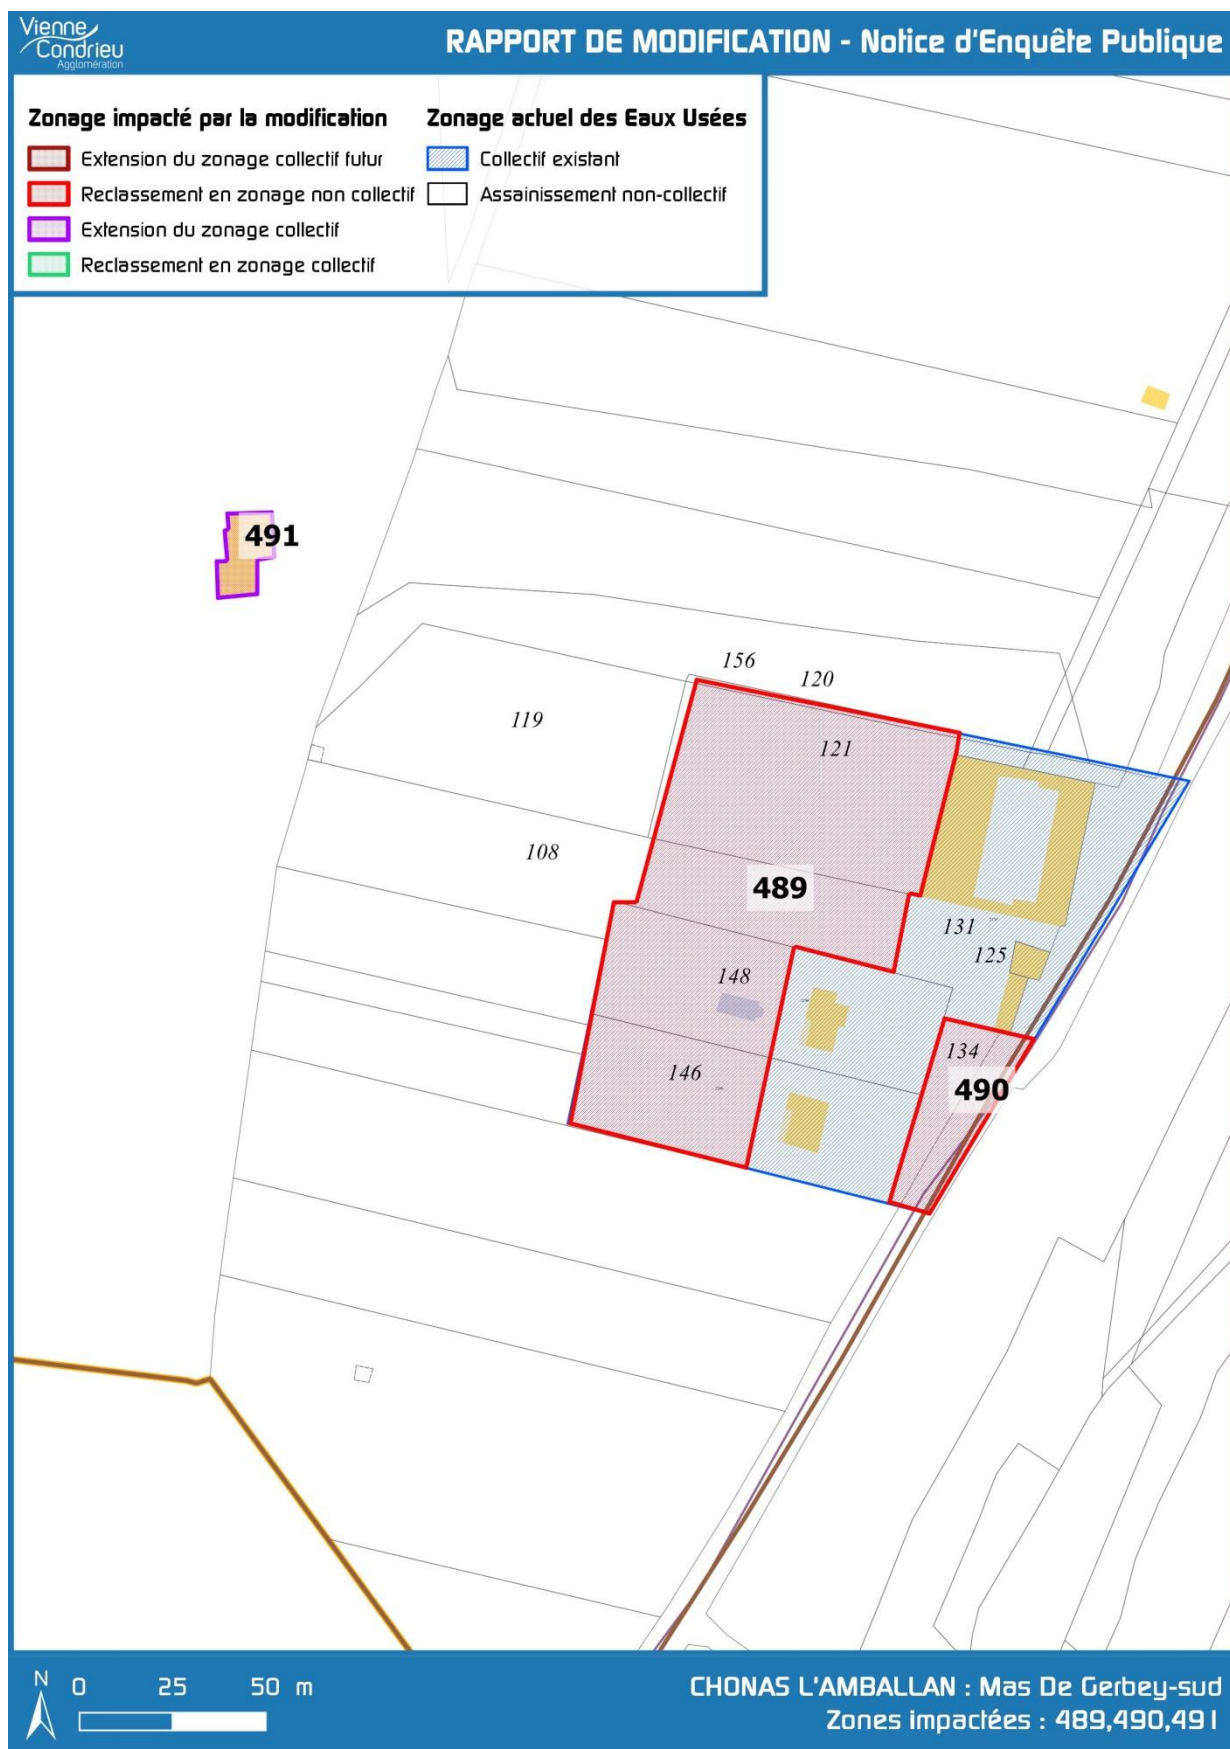 Vienne
Condrieu
Agglomération
RAPPORT DE MODIFICATION - Notice d'Enquête Publique
Zonage impacté par la modification
Extension du zonage collectif futur
Reclassement en zonage non collectif
Extension du zonage collectif
Reclassement en zonage collectif
Zonage actuel des Eaux Usées
Collectif existant
Assainissement non-collectif
491
156
120
119
121
108
489
131
125
148
134
146
490
N
0 25 50 m
CHONAS L'AMBALLAN : Mas De Gerbey-sud
Zones impactées : 489,490,491